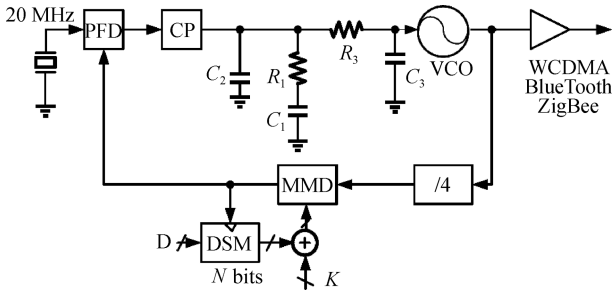 20 MHz
PFD
CP
C2
R1
C1
R3
C3
VCO
WCDMA
BlueTooth
ZigBee
MMD
/4
D
DSM
+
N bits
K